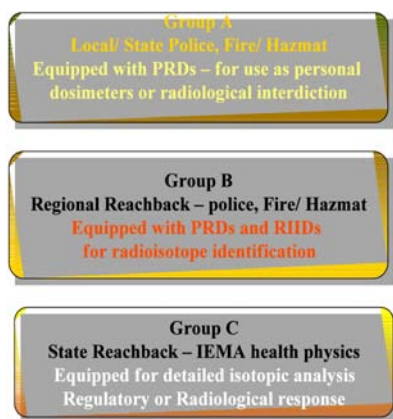 Group A
Local/ State Police, Fire/ Hazmat
Equipped with PRDs – for use as personal
dosimeters or radiological interdiction
Group B
Regional Reachback – police, Fire/ Hazmat
Equipped with PRDs and RIIDs
for radioisotope identification
Group C
State Reachback – IEMA health physics
Equipped for detailed isotopic analysis
Regulatory or Radiological response